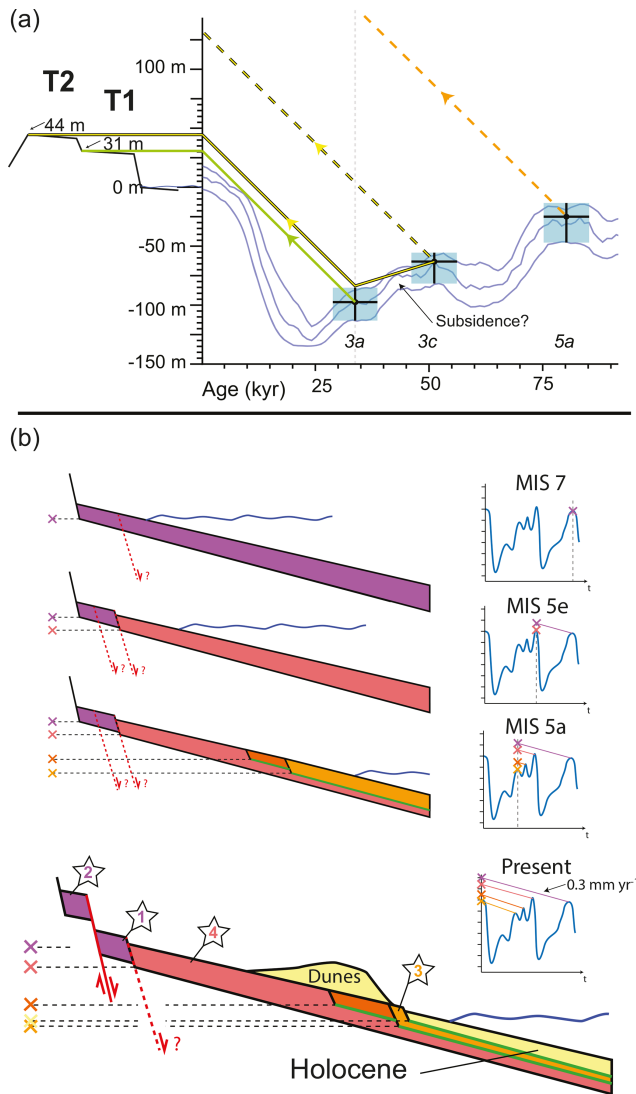 (a)
100 m
T2
T1
44 m
31 m
0 m
-50 m
-100 m
-150 m
Subsidence?
3a
3c
5a
Age (kyr)
25
50
75
(b)
MIS 7
?
t
MIS 5e
?
?
t
MIS 5a
?
?
t
Present
0.3 mm yr⁻¹
t
2
1
4
Dunes
3
?
Holocene